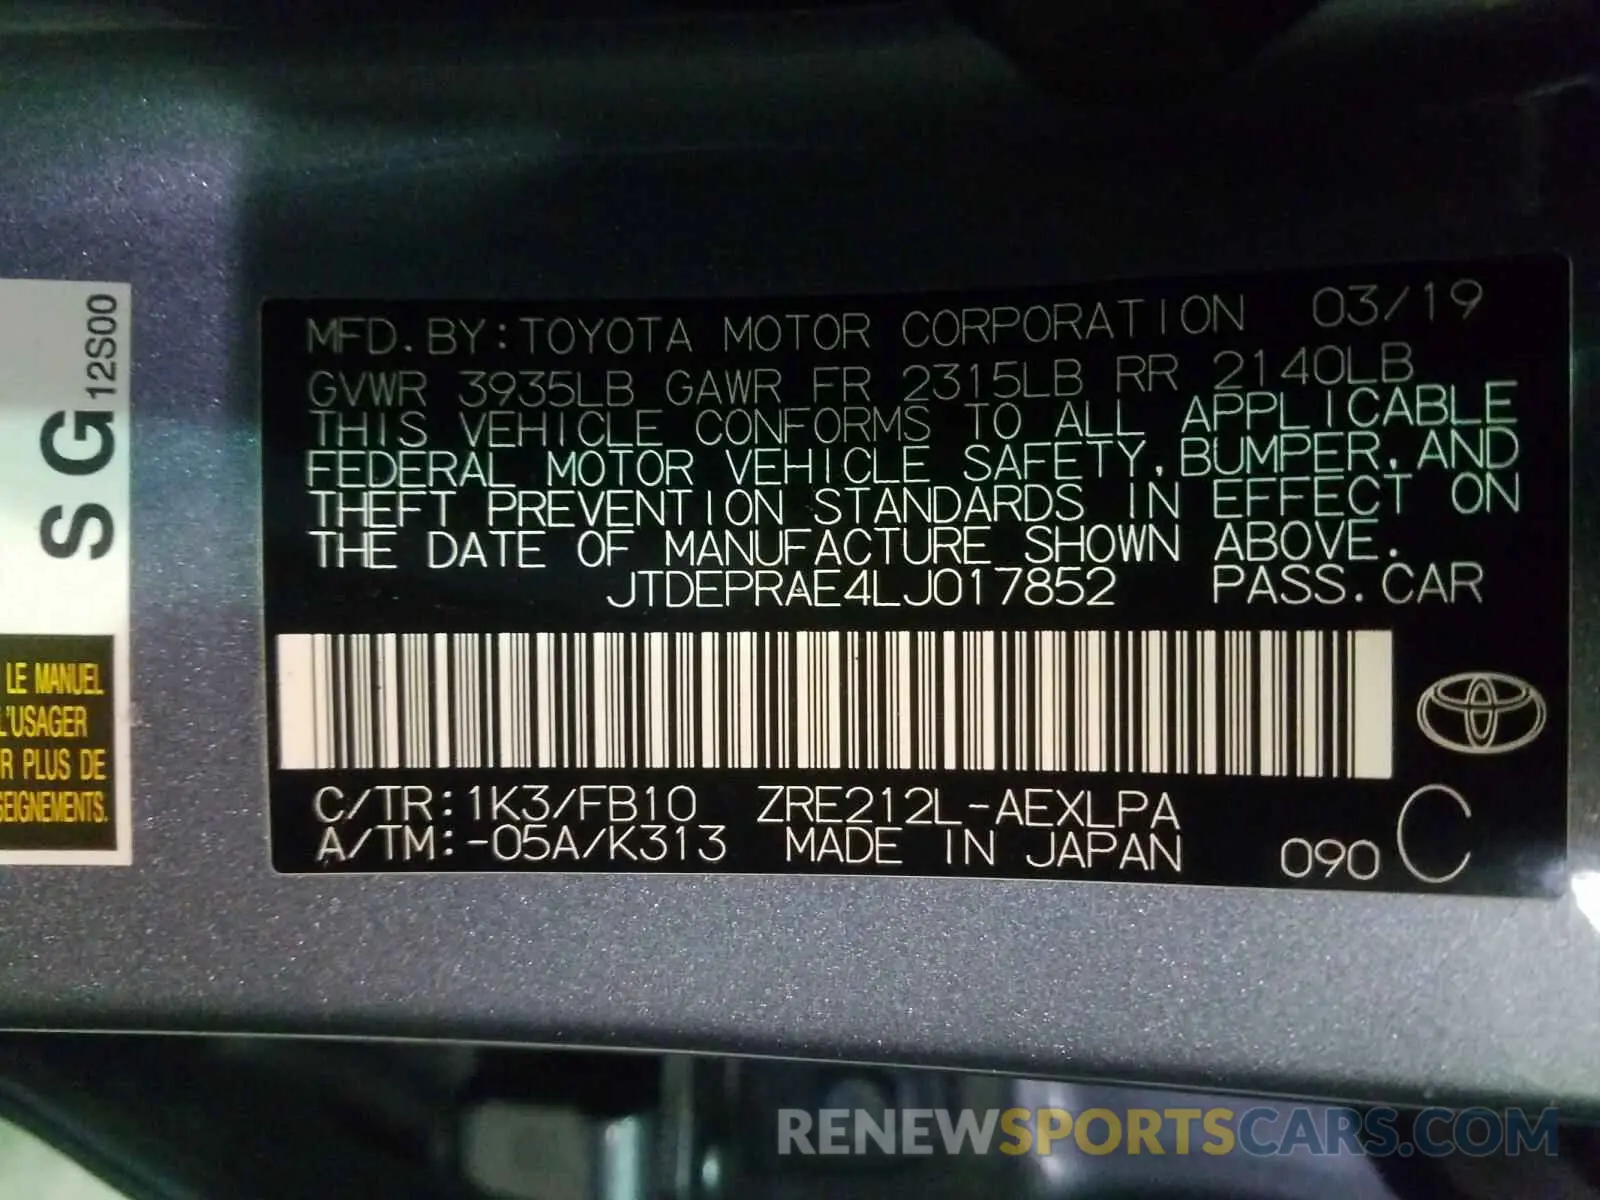 SG12S00
LE MANUEL
L'USAGER
R PLUS DE
SEIGNEMENTS.
MFD. BY:TOYOTA MOTOR CORPORATION 03/19
GVWR 3935LB GAWR FR 2315LB RR 2140LB
THIS VEHICLE CONFORMS TO ALL APPLICABLE
FEDERAL MOTOR VEHICLE SAFETY, BUMPER, AND
THEFT PREVENTION STANDARDS IN EFFECT ON
THE DATE OF MANUFACTURE SHOWN ABOVE.
JTDEPRAE4LJ017852 PASS. CAR
C/TR:1K3/FB10 ZRE212L-AEXLPA
A/TM:-05A/K313 MADE IN JAPAN 090 C
RENEWSPORTSCARS.COM